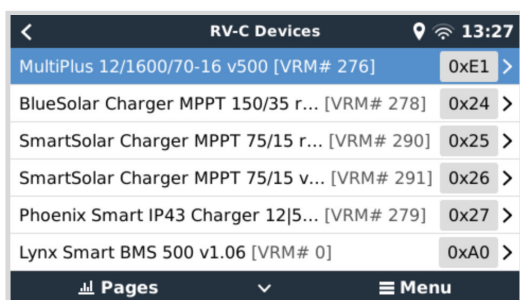 RV-C Devices 13:27
MultiPlus 12/1600/70-16 v500 [VRM# 276] 0xE1
BlueSolar Charger MPPT 150/35 r... [VRM# 278] 0x24
SmartSolar Charger MPPT 75/15 r... [VRM# 290] 0x25
SmartSolar Charger MPPT 75/15 v... [VRM# 291] 0x26
Phoenix Smart IP43 Charger 12|5... [VRM# 279] 0x27
Lynx Smart BMS 500 v1.06 [VRM# 0] 0xA0
Pages Menu